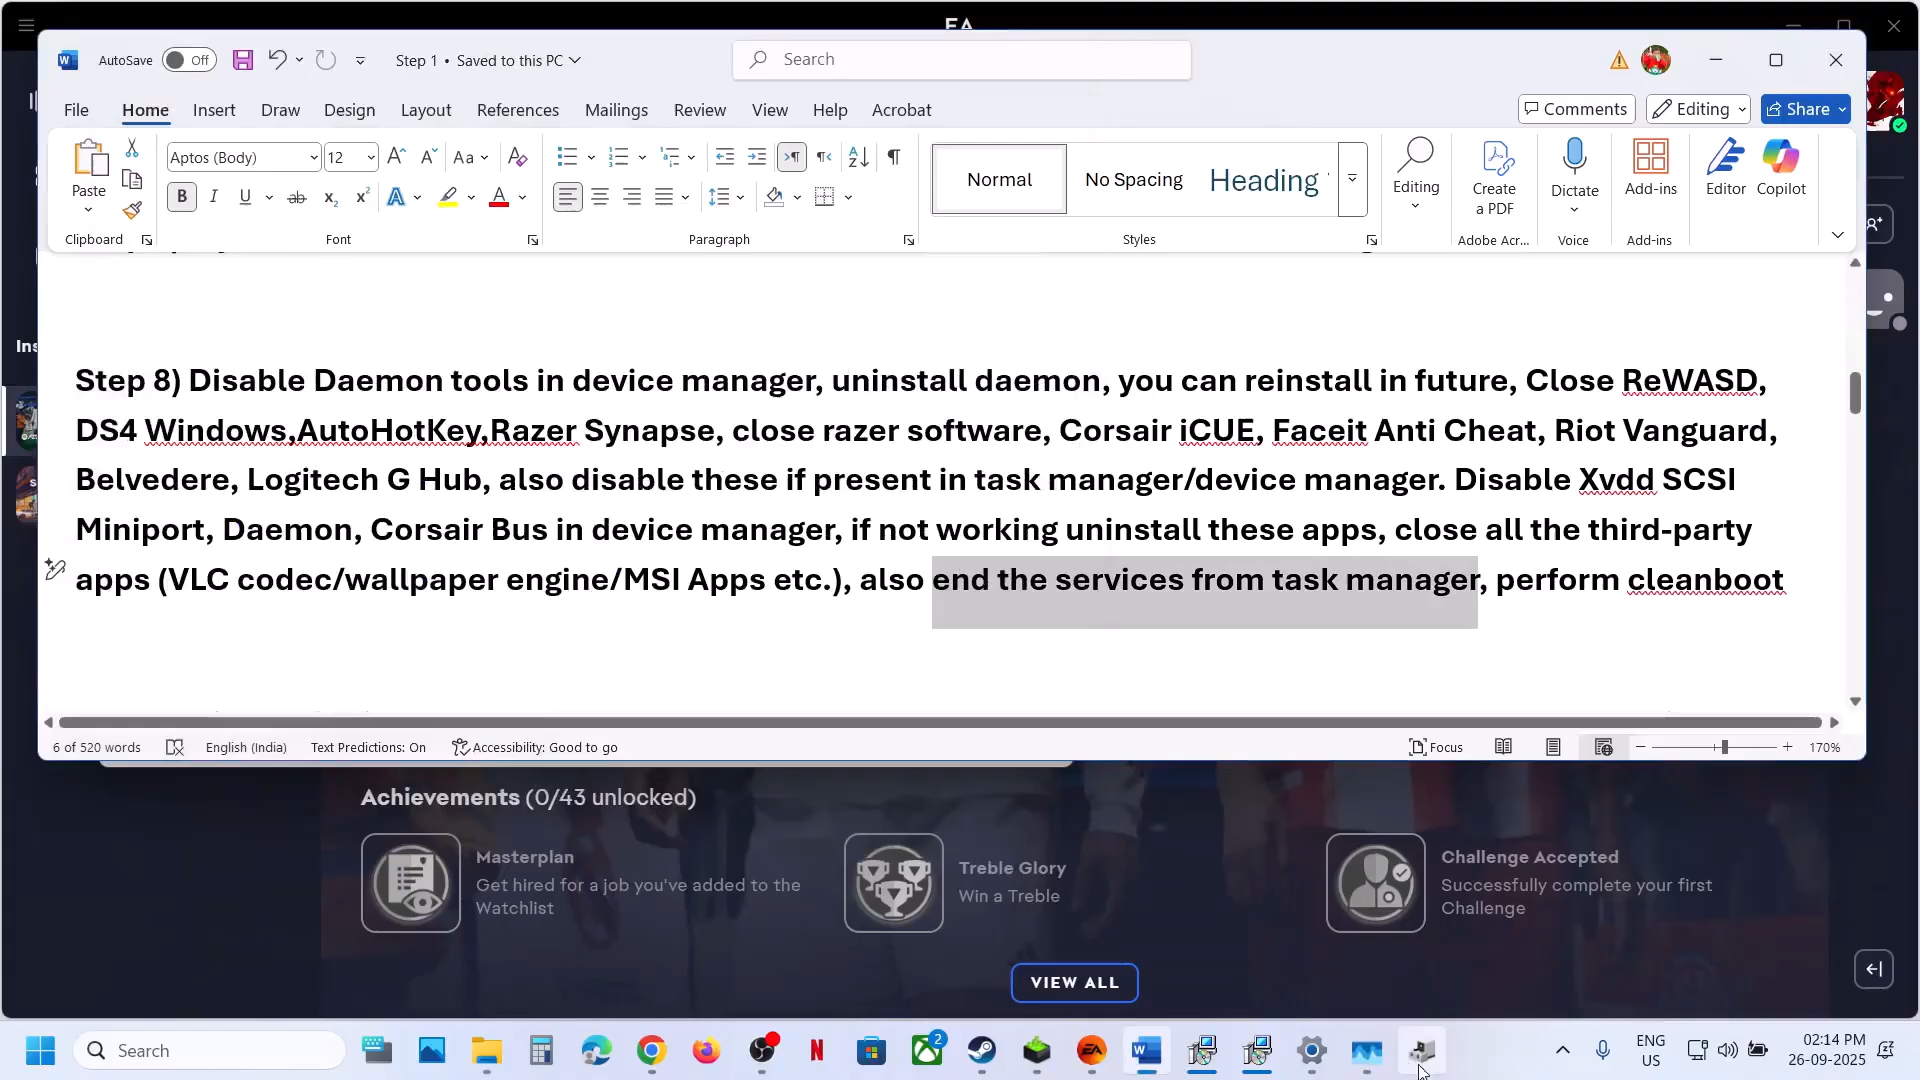 EA
AutoSave Off Step 1 • Saved to this PC Search
File Home Insert Draw Design Layout References Mailings Review View Help Acrobat Comments Editing Share
Paste Aptos (Body) 12 Aa Normal No Spacing Heading Editing Create a PDF Dictate Add-ins Editor Copilot
Clipboard Font Paragraph Styles Adobe Acr... Voice Add-ins
Step 8) Disable Daemon tools in device manager, uninstall daemon, you can reinstall in future, Close ReWASD,
DS4 Windows,AutoHotKey,Razer Synapse, close razer software, Corsair iCUE, Faceit Anti Cheat, Riot Vanguard,
Belvedere, Logitech G Hub, also disable these if present in task manager/device manager. Disable Xvdd SCSI
Miniport, Daemon, Corsair Bus in device manager, if not working uninstall these apps, close all the third-party
apps (VLC codec/wallpaper engine/MSI Apps etc.), also end the services from task manager, perform cleanboot
6 of 520 words English (India) Text Predictions: On Accessibility: Good to go Focus 170%
Achievements (0/43 unlocked)
Masterplan
Get hired for a job you've added to the
Watchlist
Treble Glory
Win a Treble
Challenge Accepted
Successfully complete your first
Challenge
VIEW ALL
Search 2 EA ENG US 02:14 PM 26-09-2025